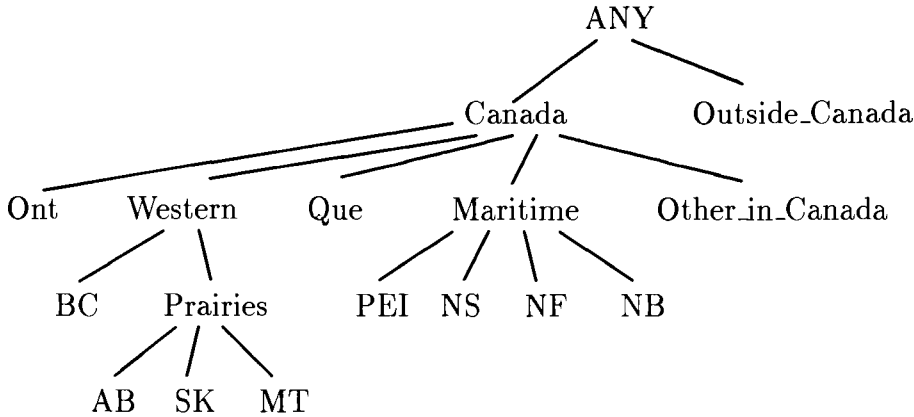 ANY
Canada Outside_Canada
Ont Western Que Maritime Other_in_Canada
BC Prairies PEI NS NF NB
AB SK MT